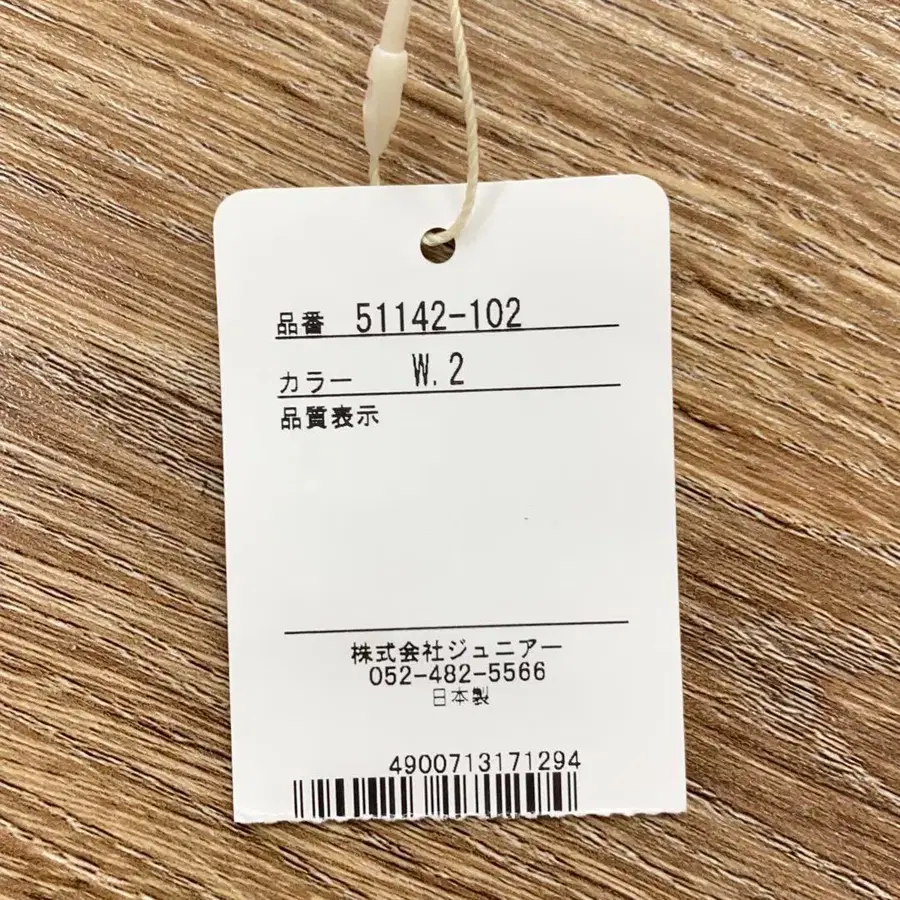 品番 51142-102
カラー W.2
品質表示
株式会社ジュニアー
052-482-5566
日本製
4900713171294